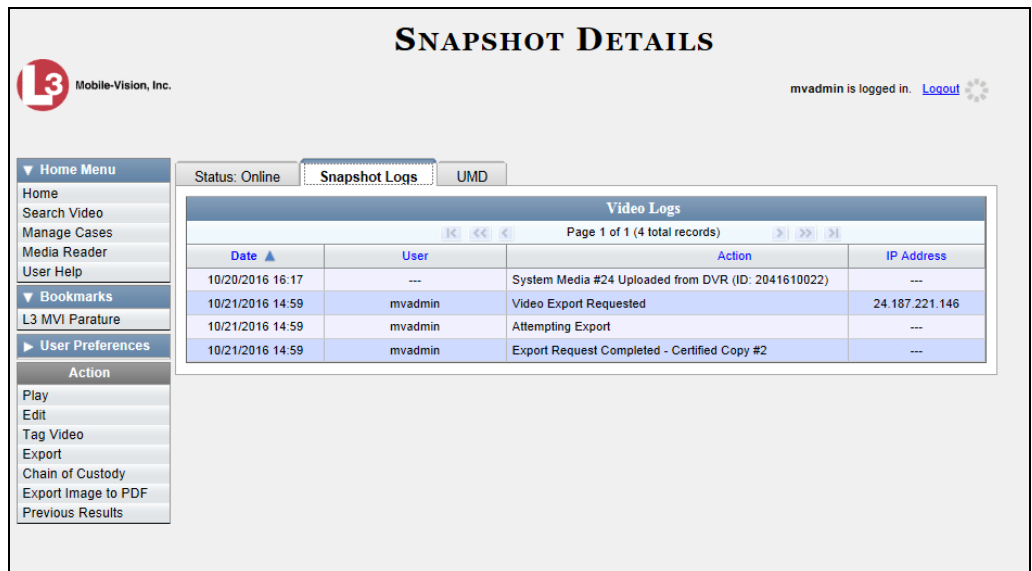 SNAPSHOT DETAILS
L3 Mobile-Vision, Inc.
mvadmin is logged in. Logout
▼ Home Menu
Home
Search Video
Manage Cases
Media Reader
User Help
▼ Bookmarks
L3 MVI Parature
▶ User Preferences
Action
Play
Edit
Tag Video
Export
Chain of Custody
Export Image to PDF
Previous Results
Status: Online Snapshot Logs UMD
Video Logs
|< << < Page 1 of 1 (4 total records) > >> >|
Date ▲ User Action IP Address
10/20/2016 16:17 --- System Media #24 Uploaded from DVR (ID: 2041610022) ---
10/21/2016 14:59 mvadmin Video Export Requested 24.187.221.146
10/21/2016 14:59 mvadmin Attempting Export ---
10/21/2016 14:59 mvadmin Export Request Completed - Certified Copy #2 ---